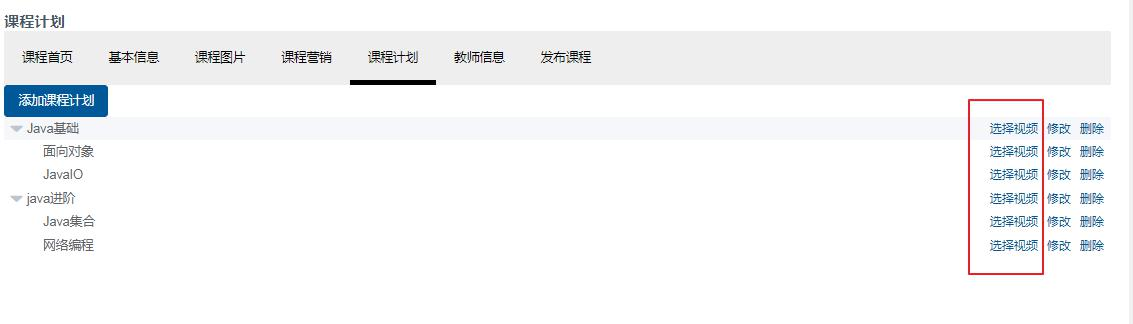 课程计划
课程首页 基本信息 课程图片 课程营销 课程计划 教师信息 发布课程
添加课程计划
Java基础 选择视频 修改 删除
面向对象 选择视频 修改 删除
JavaIO 选择视频 修改 删除
java进阶 选择视频 修改 删除
Java集合 选择视频 修改 删除
网络编程 选择视频 修改 删除